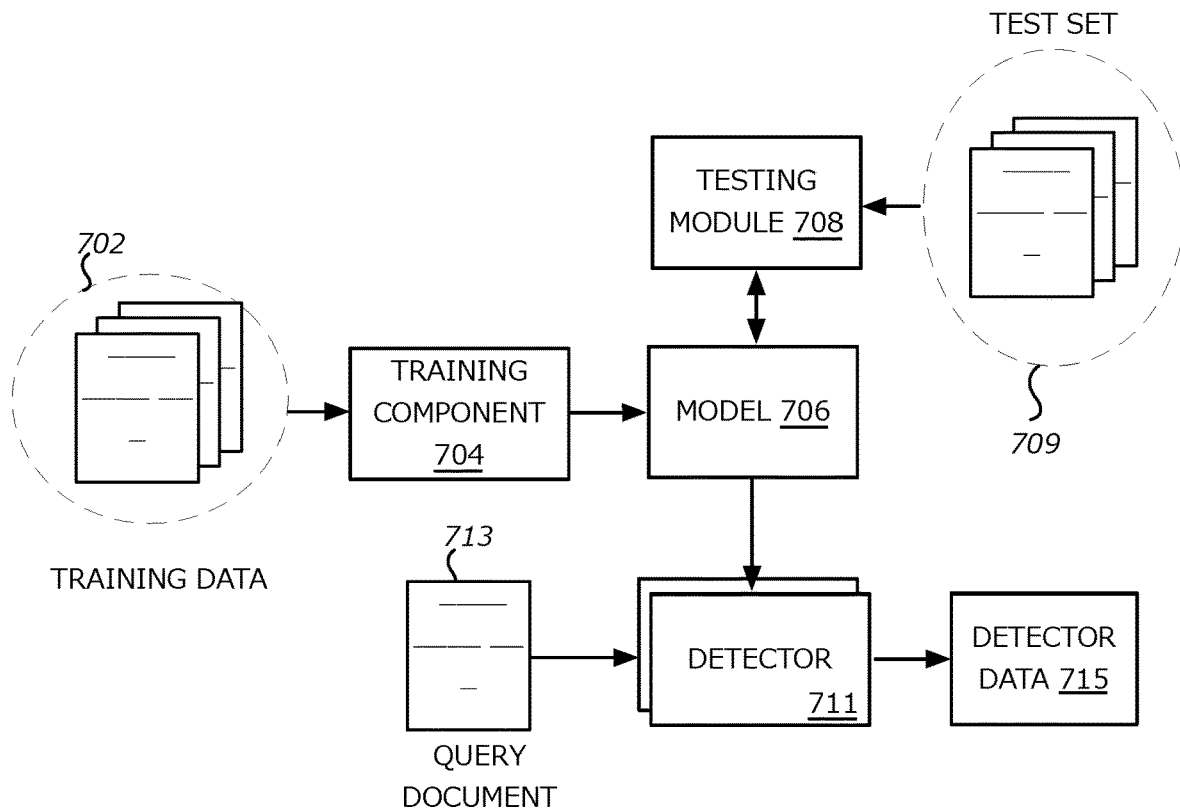 TEST SET
TESTING
MODULE 708
702
TRAINING
COMPONENT
704
MODEL 706
709
TRAINING DATA
713
DETECTOR
711
DETECTOR
DATA 715
QUERY
DOCUMENT